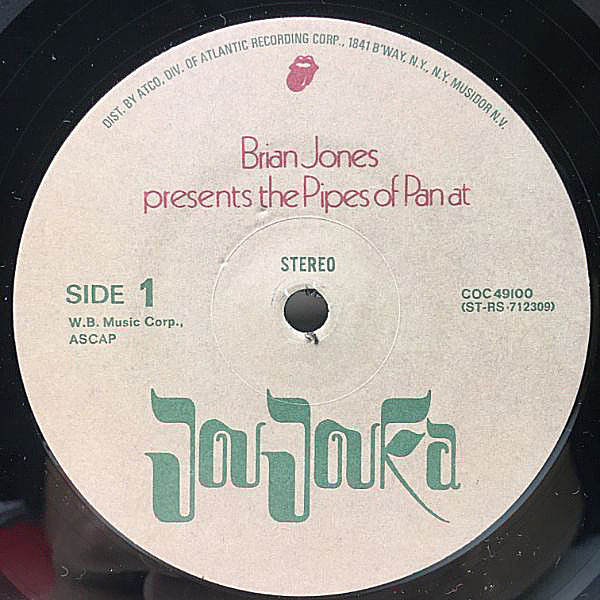 DIST. BY ATCO, DIV. OF ATLANTIC RECORDING CORP., 1841 B'WAY, N.Y., N.Y. MUSIDOR N.V.
Brian Jones
presents the Pipes of Pan at
STEREO
SIDE 1
W.B. Music Corp.,
ASCAP
COC 49100
(ST-RS-712309)
JouJouKa